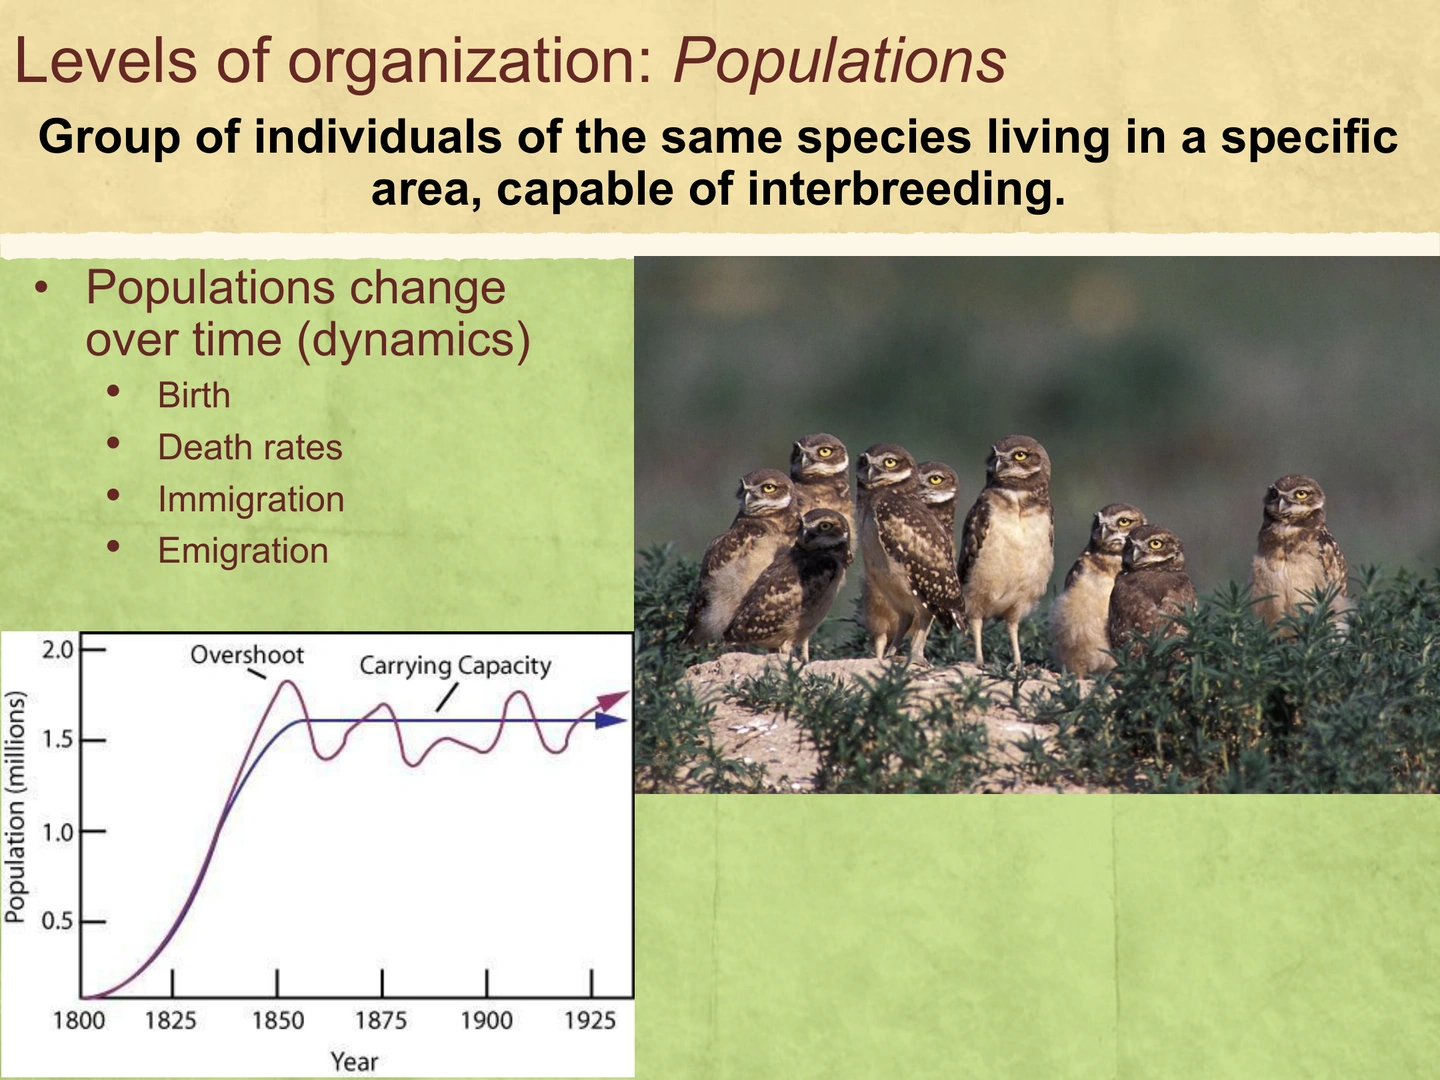 Levels of organization: Populations
Group of individuals of the same species living in a specific
area, capable of interbreeding.
• Populations change
over time (dynamics)
• Birth
• Death rates
• Immigration
• Emigration
Population (millions)
2.0
1.5
1.0
0.5
Overshoot
Carrying Capacity
1800 1825 1850 1875 1900 1925
Year